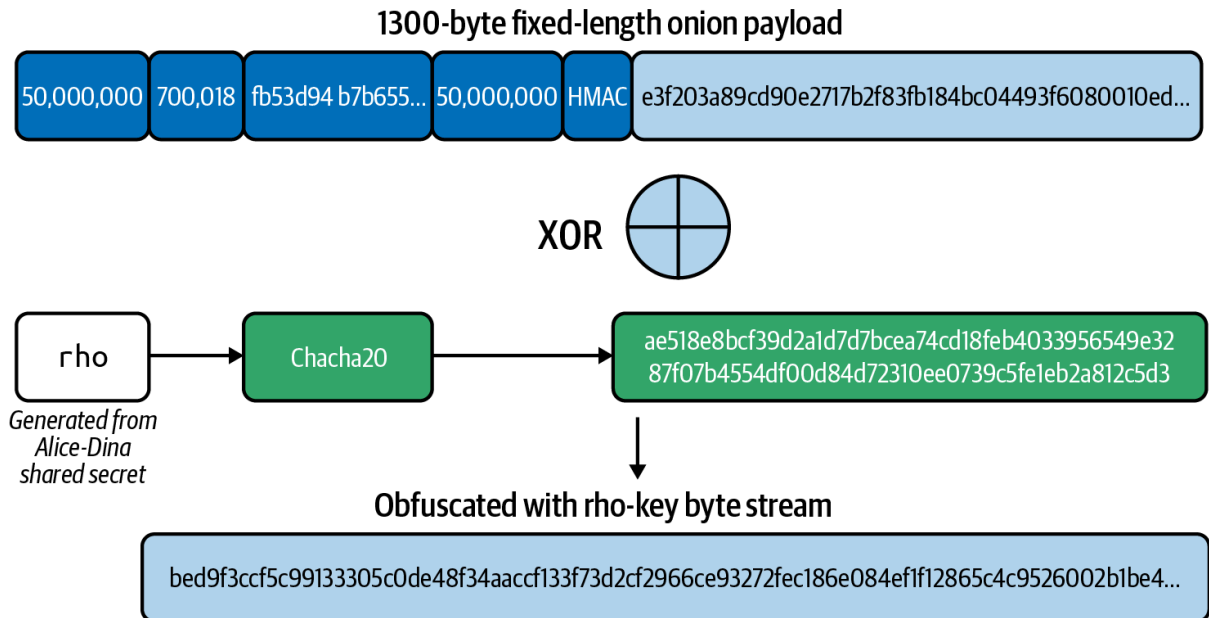 1300-byte fixed-length onion payload
50,000,000 700,018 fb53d94 b7b655... 50,000,000 HMAC e3f203a89cd90e2717b2f83fb184bc04493f6080010ed...
XOR
rho
Chacha20
ae518e8bcf39d2a1d7d7bcea74cd18feb4033956549e32
87f07b4554df00d84d72310ee0739c5fe1eb2a812c5d3
Generated from
Alice-Dina
shared secret
Obfuscated with rho-key byte stream
bed9f3ccf5c99133305c0de48f34aaccf133f73d2cf2966ce93272fec186e084ef1f12865c4c9526002b1be4...